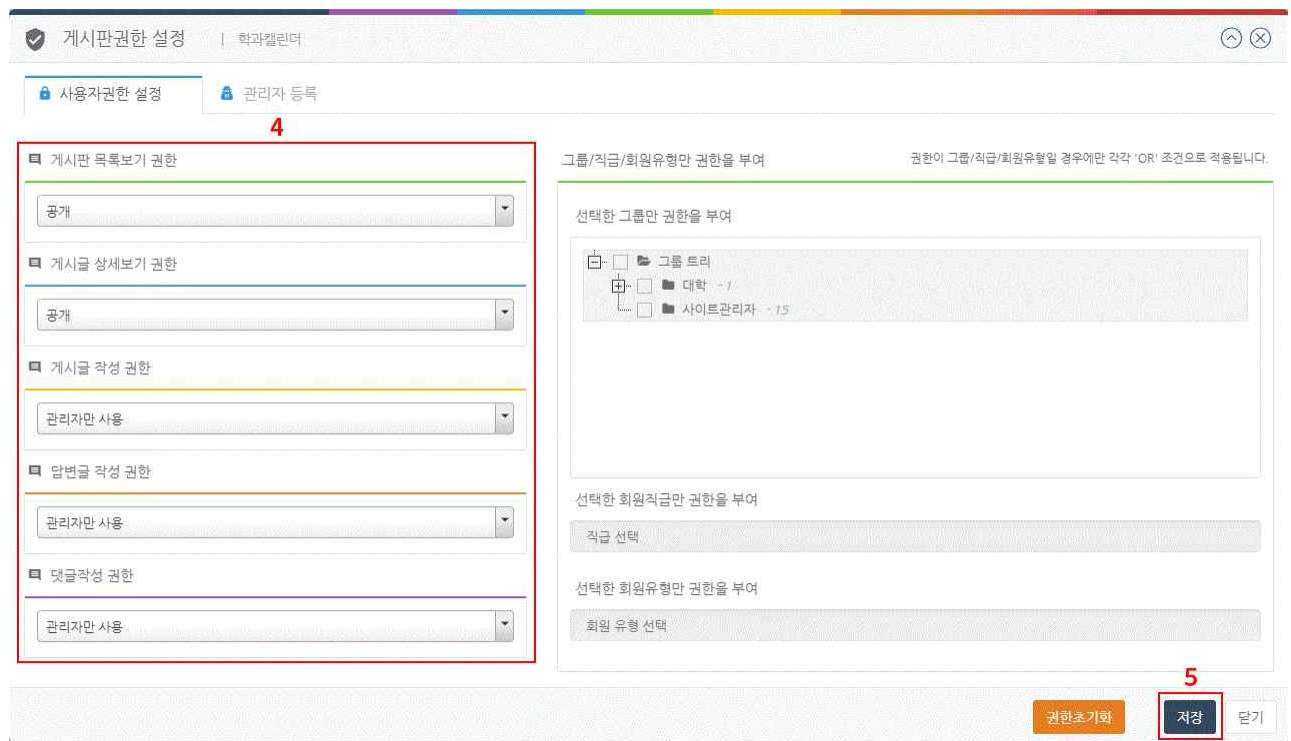 게시판권한 설정 | 학과캘린더
사용자권한 설정
관리자 등록
4
게시판 목록보기 권한
공개
게시글 상세보기 권한
공개
게시글 작성 권한
관리자만 사용
답변글 작성 권한
관리자만 사용
댓글작성 권한
관리자만 사용
그룹/직급/회원유형만 권한을 부여
권한이 그룹/직급/회원유형일 경우에만 각각 'OR' 조건으로 적용됩니다.
선택한 그룹만 권한을 부여
그룹 트리
대학 - 1
사이트관리자 - 15
선택한 회원직급만 권한을 부여
직급 선택
선택한 회원유형만 권한을 부여
회원 유형 선택
5
권한초기화
저장
닫기